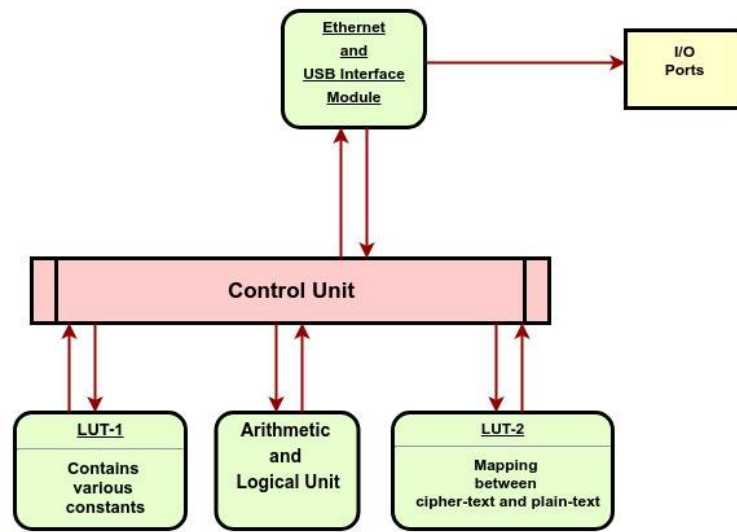 Ethernet
and
USB Interface
Module
I/O
Ports
Control Unit
LUT-1
Contains
various
constants
Arithmetic
and
Logical Unit
LUT-2
Mapping
between
cipher-text and plain-text